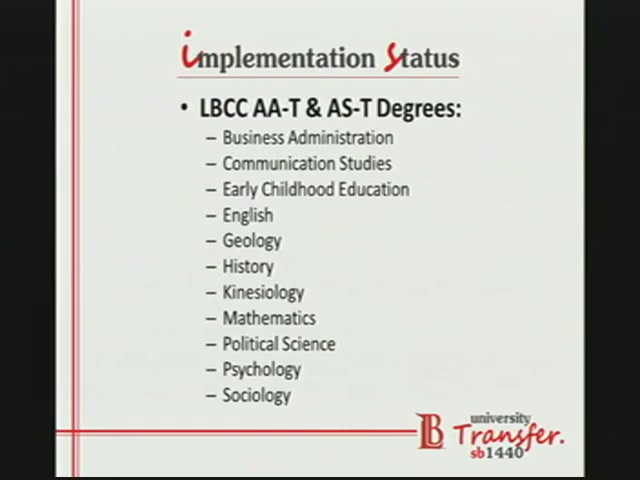 implementation Status
• LBCC AA-T & AS-T Degrees:
– Business Administration
– Communication Studies
– Early Childhood Education
– English
– Geology
– History
– Kinesiology
– Mathematics
– Political Science
– Psychology
– Sociology
LB university
Transfer.
sb1440